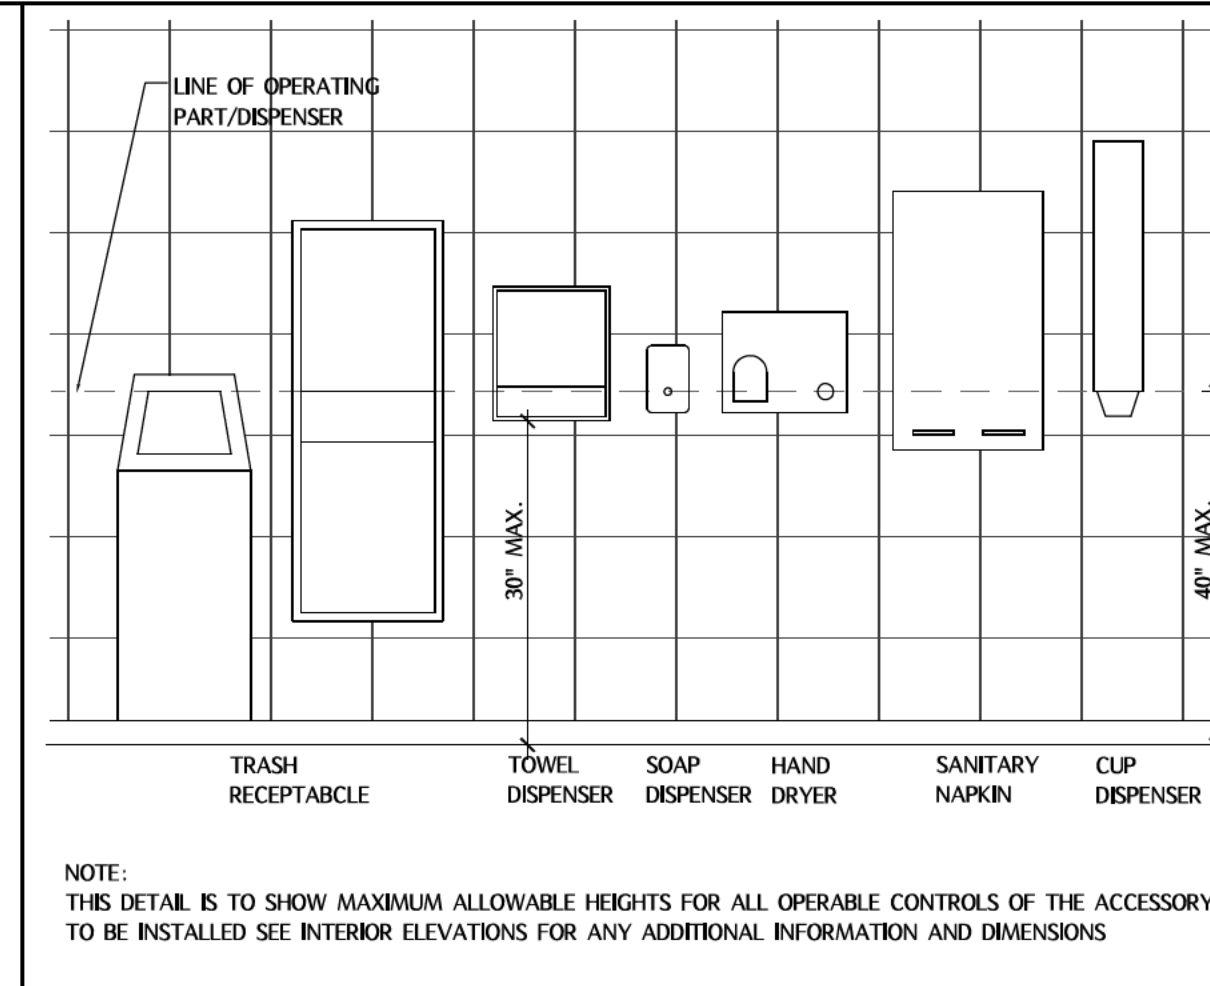 LINE OF OPERATING
PART/DISPENSER
30" MAX.
40" MAX.
TRASH
RECEPTABCLE
TOWEL
DISPENSER
SOAP
DISPENSER
HAND
DRYER
SANITARY
NAPKIN
CUP
DISPENSER
NOTE:
THIS DETAIL IS TO SHOW MAXIMUM ALLOWABLE HEIGHTS FOR ALL OPERABLE CONTROLS OF THE ACCESSORY
TO BE INSTALLED SEE INTERIOR ELEVATIONS FOR ANY ADDITIONAL INFORMATION AND DIMENSIONS